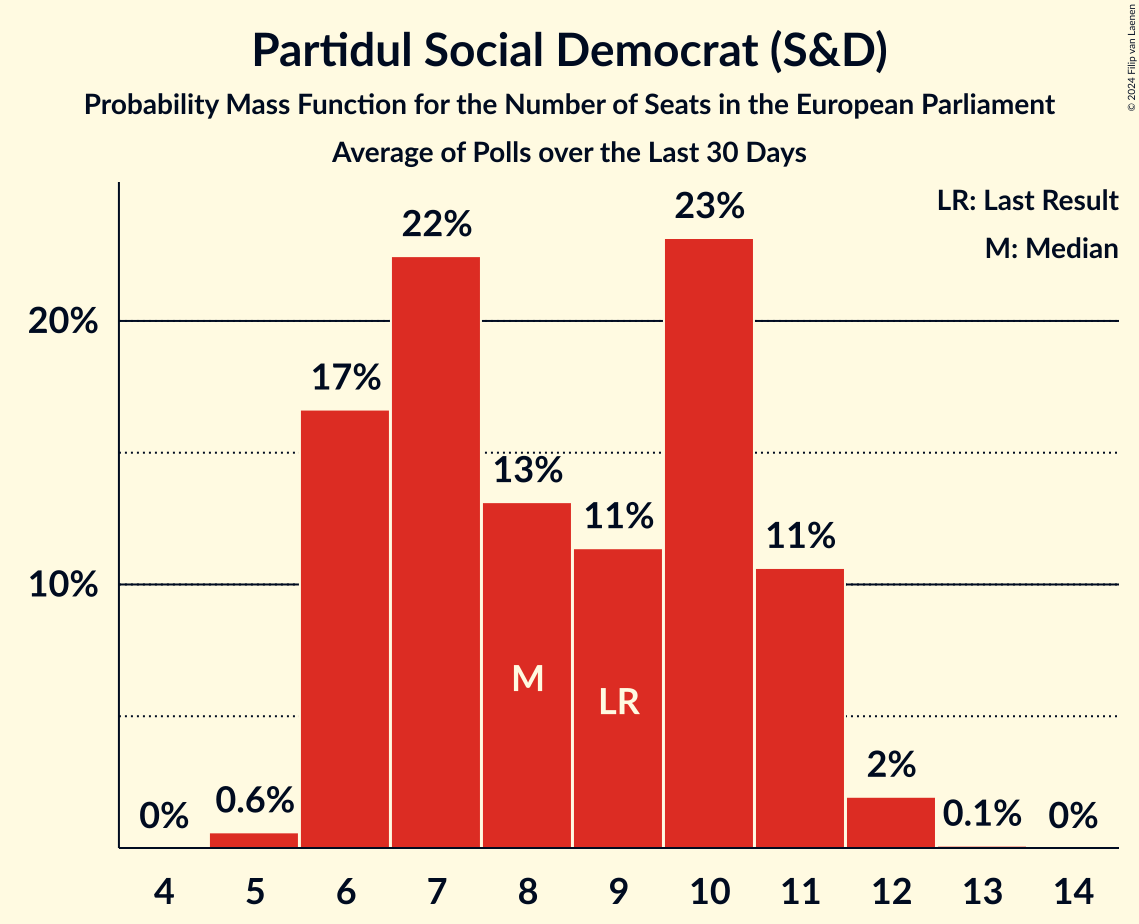 Partidul Social Democrat (S&D)
Probability Mass Function for the Number of Seats in the European Parliament
Average of Polls over the Last 30 Days
© 2024 Filip van Laenen
LR: Last Result
M: Median
23%
22%
20%
17%
13%
11%
11%
10%
M
LR
2%
0%
0.6%
0.1%
0%
4 5 6 7 8 9 10 11 12 13 14